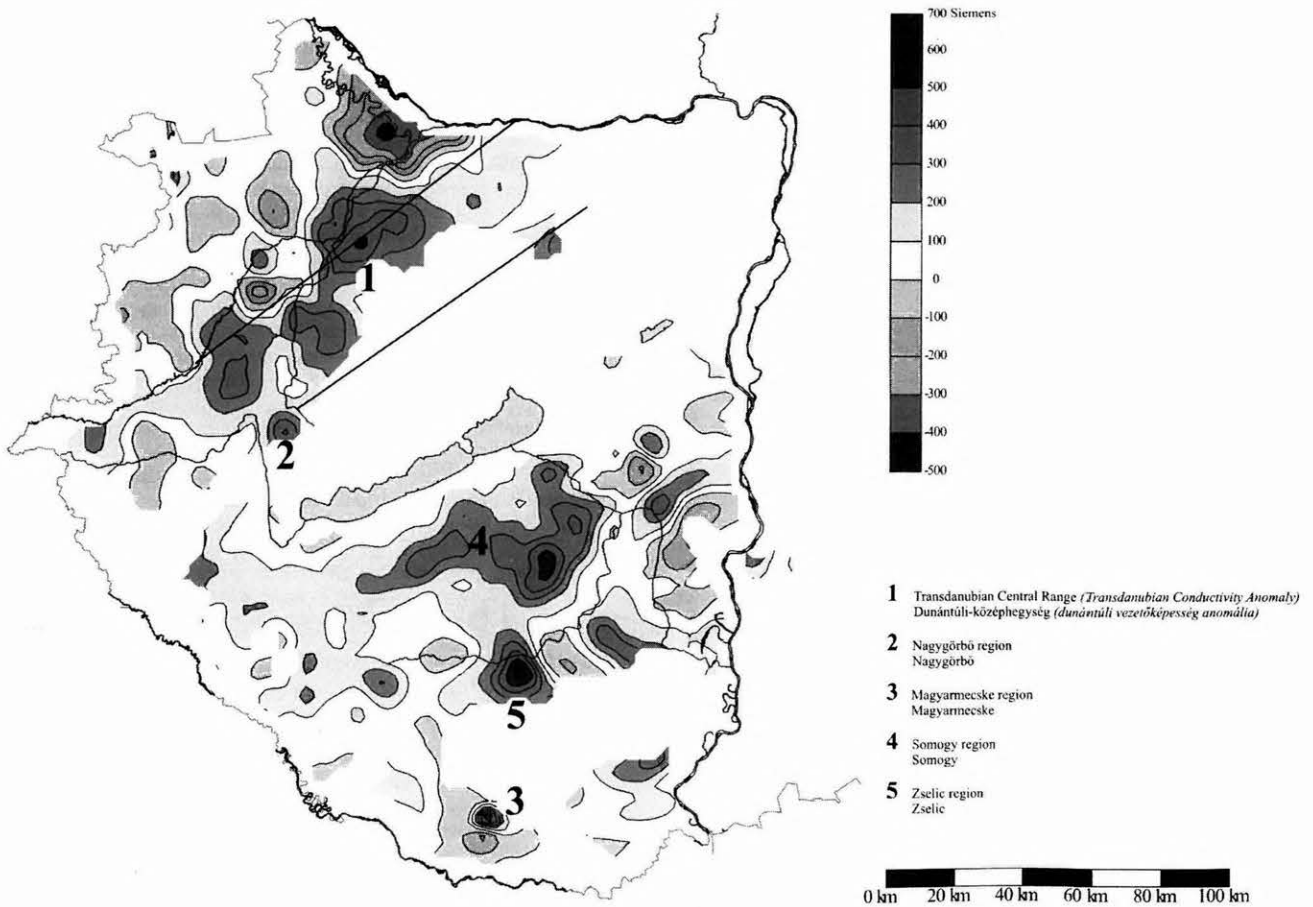 700 Siemens
600
500
400
300
200
100
0
-100
-200
-300
-400
-500
1
2
4
5
3
1 Transdanubian Central Range (Transdanubian Conductivity Anomaly)
Dunántúli-középhegység (dunántúli vezetőképesség anomália)
2 Nagygörbő region
Nagygörbő
3 Magyarmecske region
Magyarmecske
4 Somogy region
Somogy
5 Zselic region
Zselic
0 km 20 km 40 km 60 km 80 km 100 km